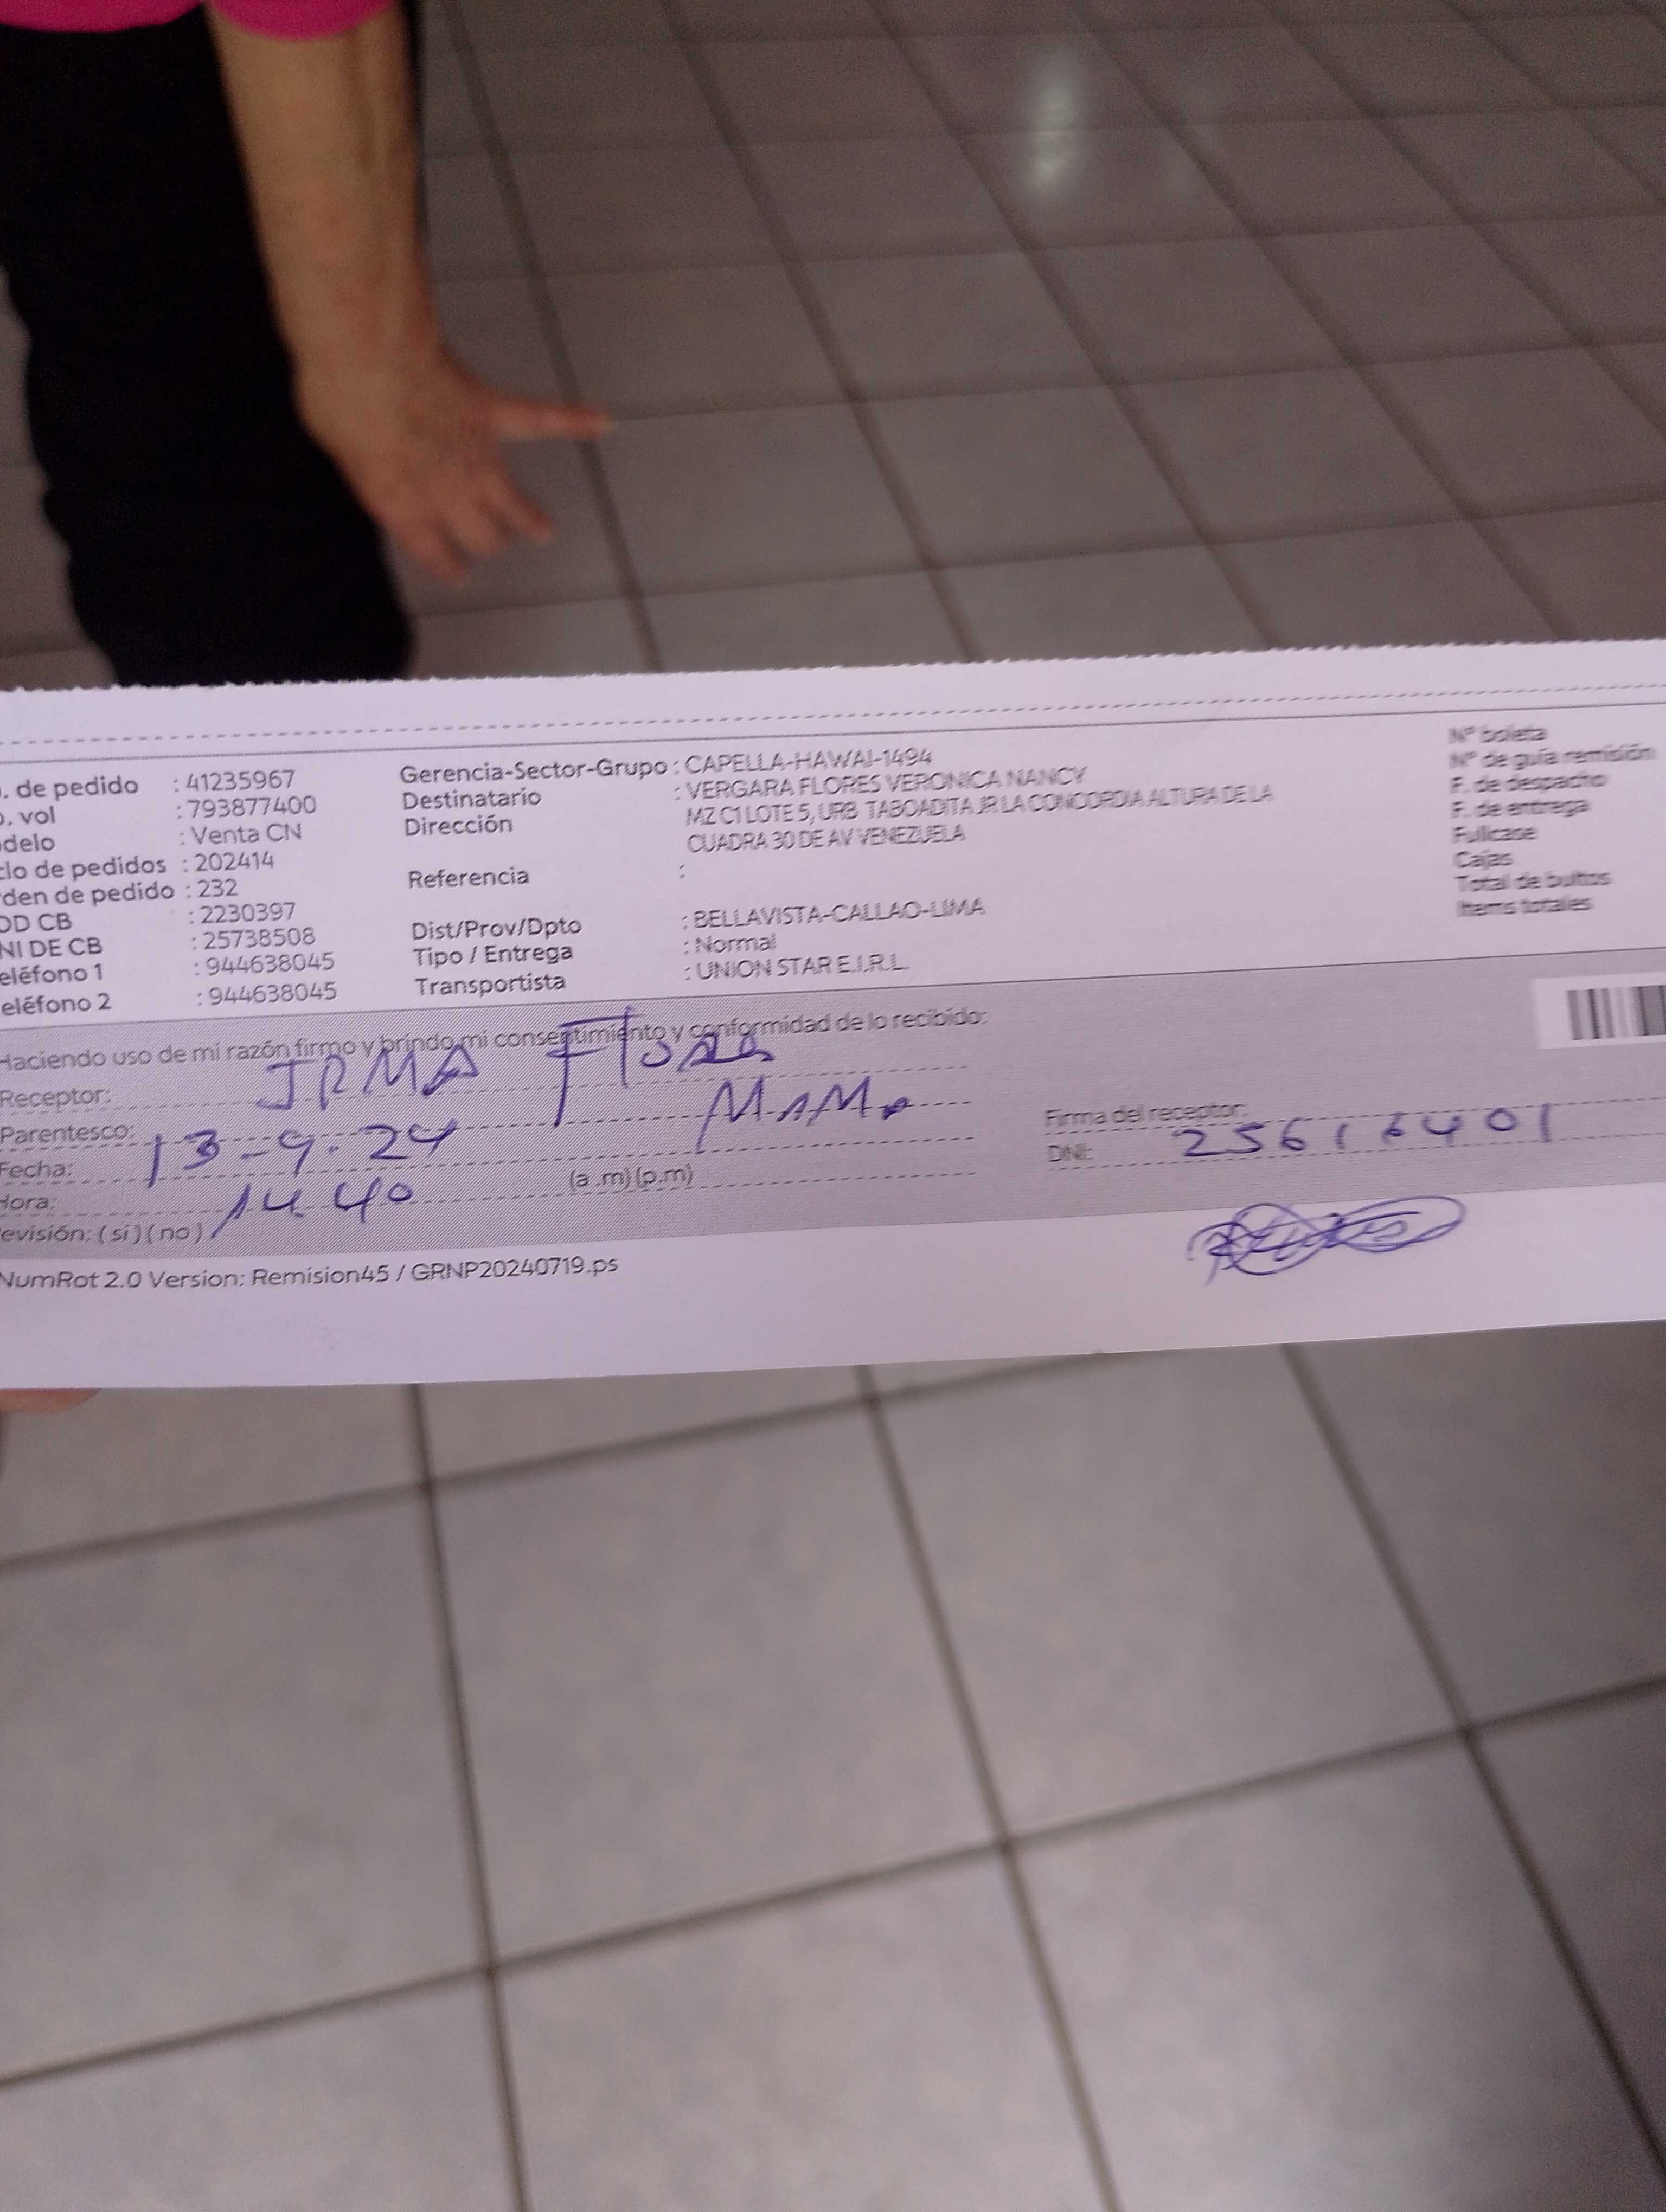 . de pedido : 41235967
. vol : 793877400
delo : Venta CN
clo de pedidos : 202414
den de pedido : 232
OD CB : 2230397
NI DE CB : 25738508
eléfono 1 : 944638045
eléfono 2 : 944638045
Gerencia-Sector-Grupo : CAPELLA-HAWAI-1494
Destinatario : VERGARA FLORES VERONICA NANCY
Dirección MZ C1 LOTE 5, URB TABOADITA JR LA CONCORDIA ALTURA DE LA
CUADRA 30 DE AV VENEZUELA
Referencia :
Dist/Prov/Dpto : BELLAVISTA-CALLAO-LIMA
Tipo / Entrega : Normal
Transportista : UNION STAR E.I.R.L.
N° boleta
N° de guía remisión
F. de despacho
F. de entrega
Fullcase
Cajas
Total de bultos
Items totales
Haciendo uso de mi razón firmo y brindo mi consentimiento y conformidad de lo recibido:
Receptor: IRMA Flores
Parentesco: MAMA
Fecha: 13-9-24
Hora: 14.40 (a .m) (p.m)
evisión: ( si ) ( no )
Firma del receptor:
DNI: 25616401
NumRot 2.0 Version: Remision45 / GRNP20240719.ps